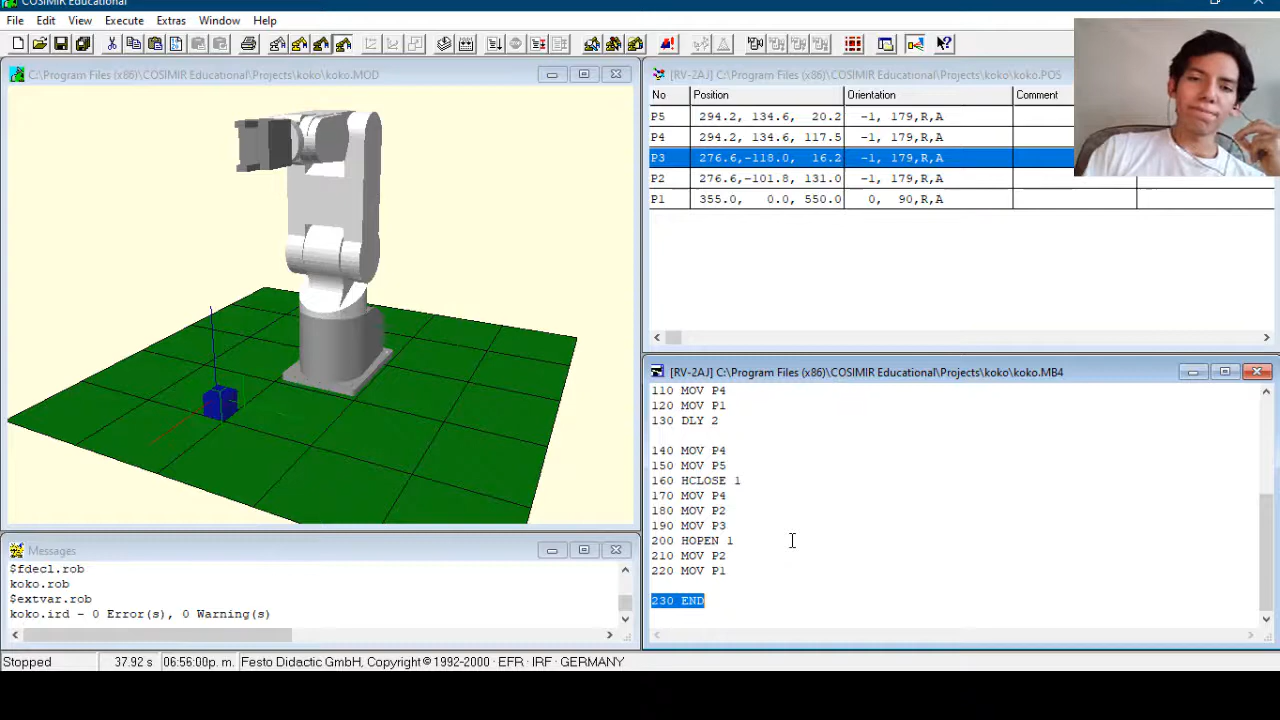 COSIMIR Educational
File Edit View Execute Extras Window Help
C:\Program Files (x86)\COSIMIR Educational\Projects\koko\koko.MOD
[RV-2AJ] C:\Program Files (x86)\COSIMIR Educational\Projects\koko\koko.POS
No Position Orientation Comment
P5 294.2, 134.6, 20.2 -1, 179,R,A
P4 294.2, 134.6, 117.5 -1, 179,R,A
P3 276.6,-118.0, 16.2 -1, 179,R,A
P2 276.6,-101.8, 131.0 -1, 179,R,A
P1 355.0, 0.0, 550.0 0, 90,R,A
[RV-2AJ] C:\Program Files (x86)\COSIMIR Educational\Projects\koko\koko.MB4
110 MOV P4
120 MOV P1
130 DLY 2
140 MOV P4
150 MOV P5
160 HCLOSE 1
170 MOV P4
180 MOV P2
190 MOV P3
200 HOPEN 1
210 MOV P2
220 MOV P1
230 END
Messages
$fdecl.rob
koko.rob
$extvar.rob
koko.ird - 0 Error(s), 0 Warning(s)
Stopped 37.92 s 06:56:00p. m. Festo Didactic GmbH, Copyright © 1992-2000 · EFR · IRF · GERMANY